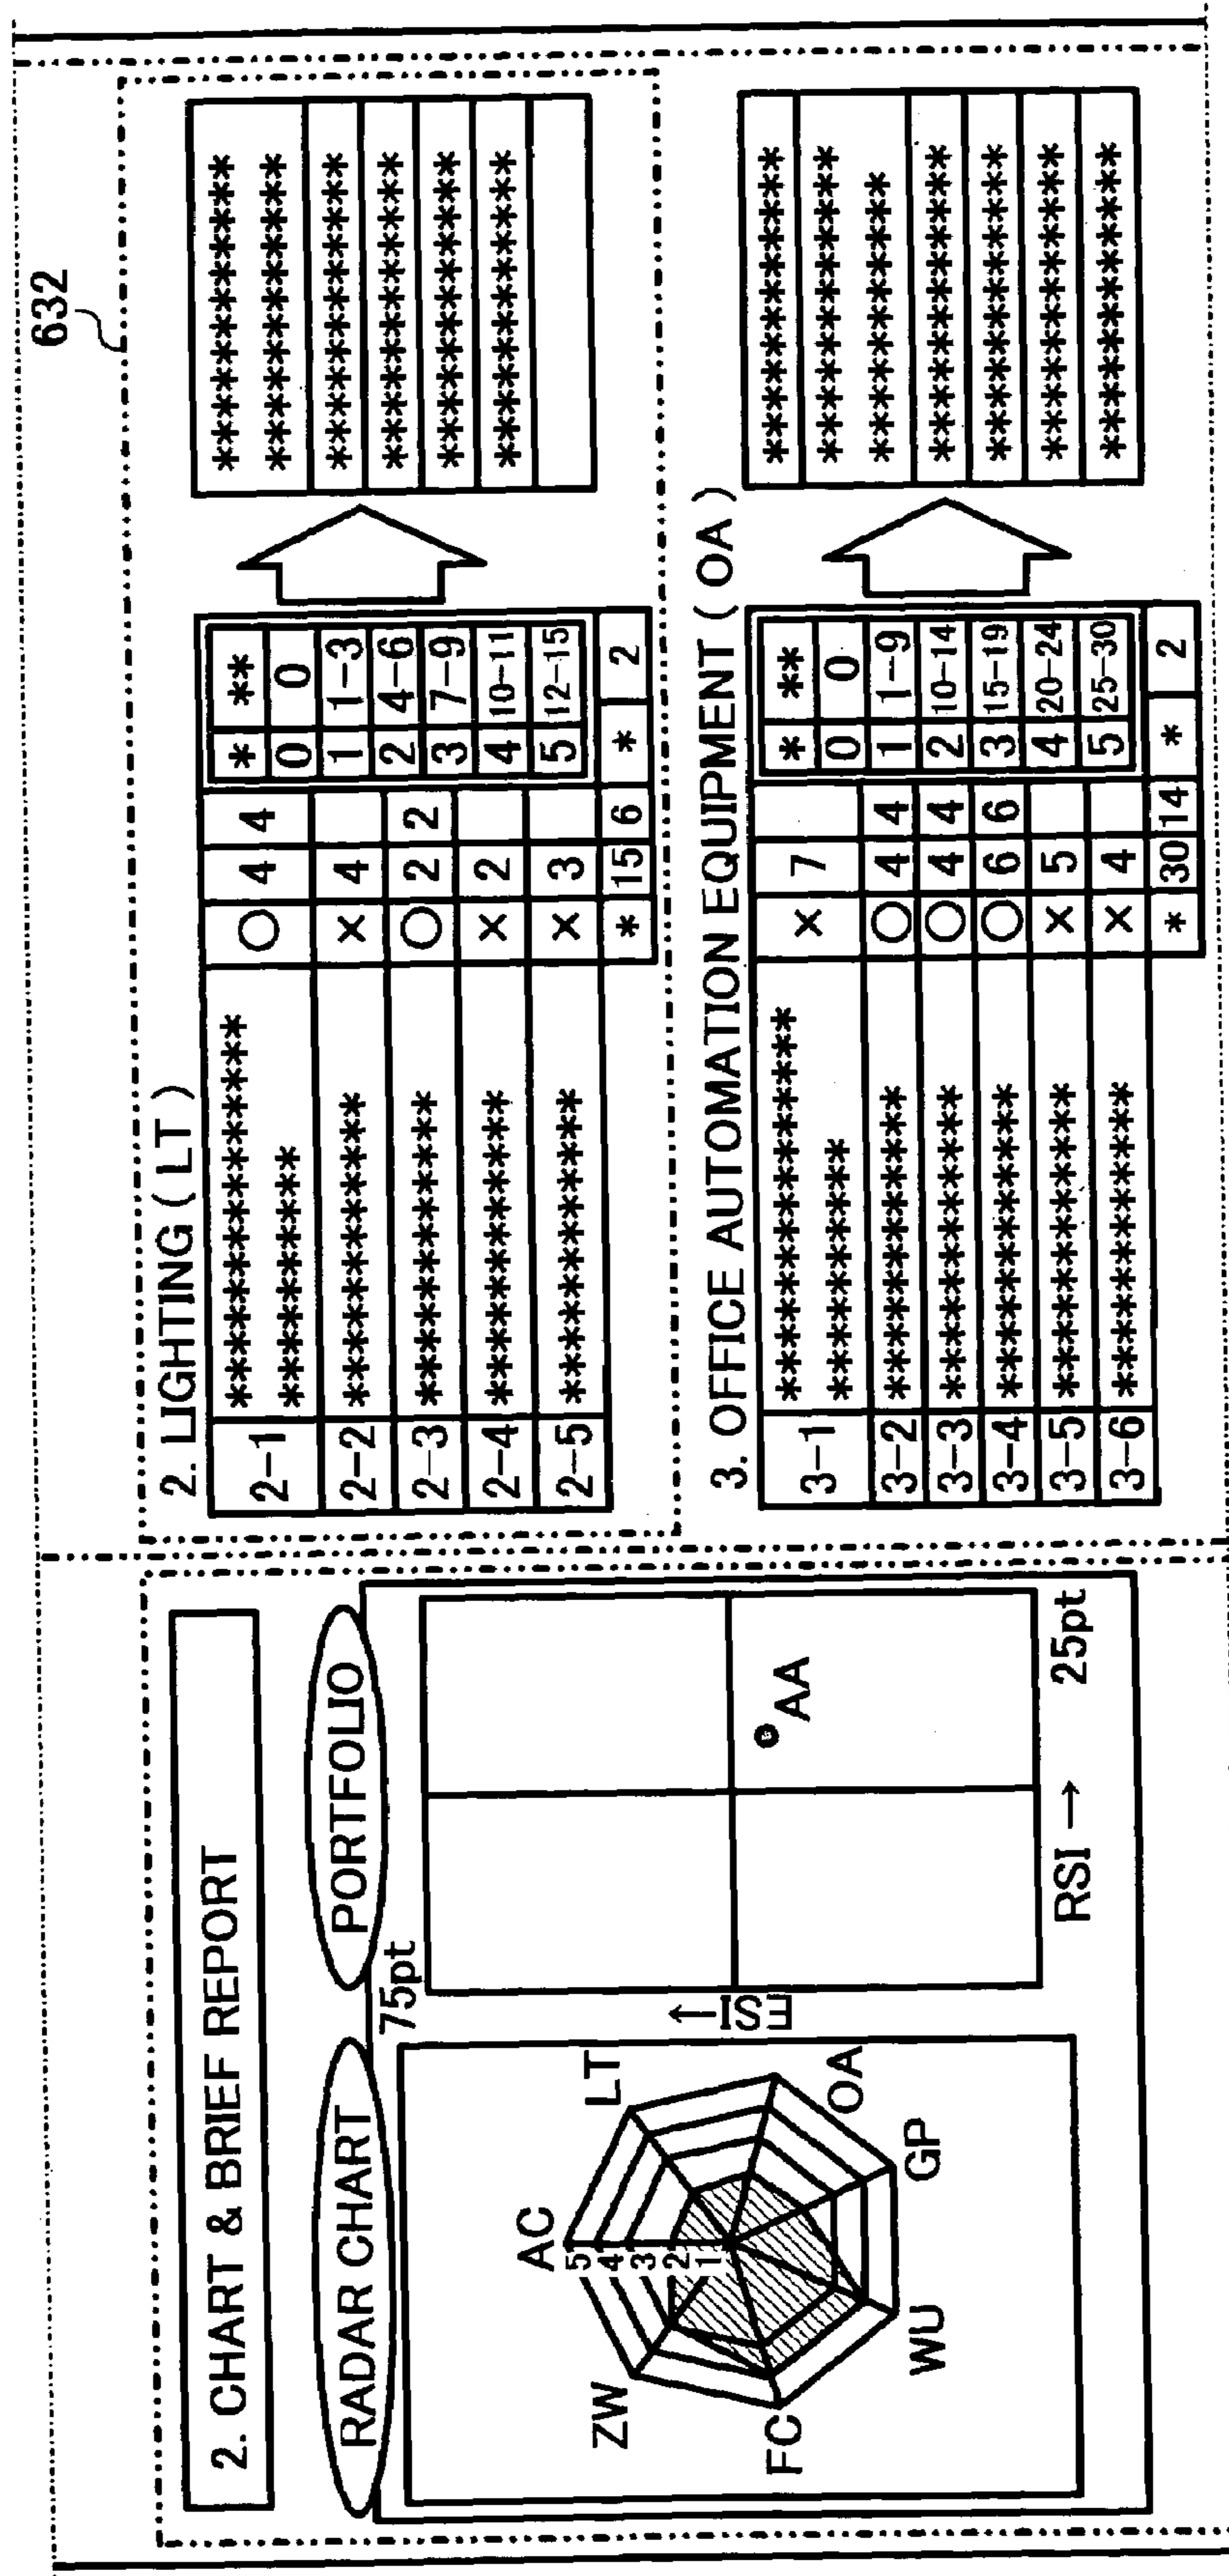 632
2. CHART & BRIEF REPORT
RADAR CHART
PORTFOLIO
AC
LT
OA
GP
WU
FC
ZW
5
4
3
2
1
75pt
ESI→
AA
RSI →
25pt
2. LIGHTING ( LT )
2-1 *************** ********** ○ 4 4
2-2 ************ × 4
2-3 ************ ○ 2 2
2-4 ************ × 2
2-5 ************ × 3
* 15 6 * 2
* **
0 0
1 1-3
2 4-6
3 7-9
4 10-11
5 12-15
************
************
************
************
************
************
3. OFFICE AUTOMATION EQUIPMENT ( OA )
3-1 *************** ********** × 7
3-2 ************ ○ 4 4
3-3 ************ ○ 4 4
3-4 ************ ○ 6 6
3-5 ************ × 5
3-6 ************ × 4
* 30 14 * 2
* **
0 0
1 1-9
2 10-14
3 15-19
4 20-24
5 25-30
************
************
***********
************
************
************
************